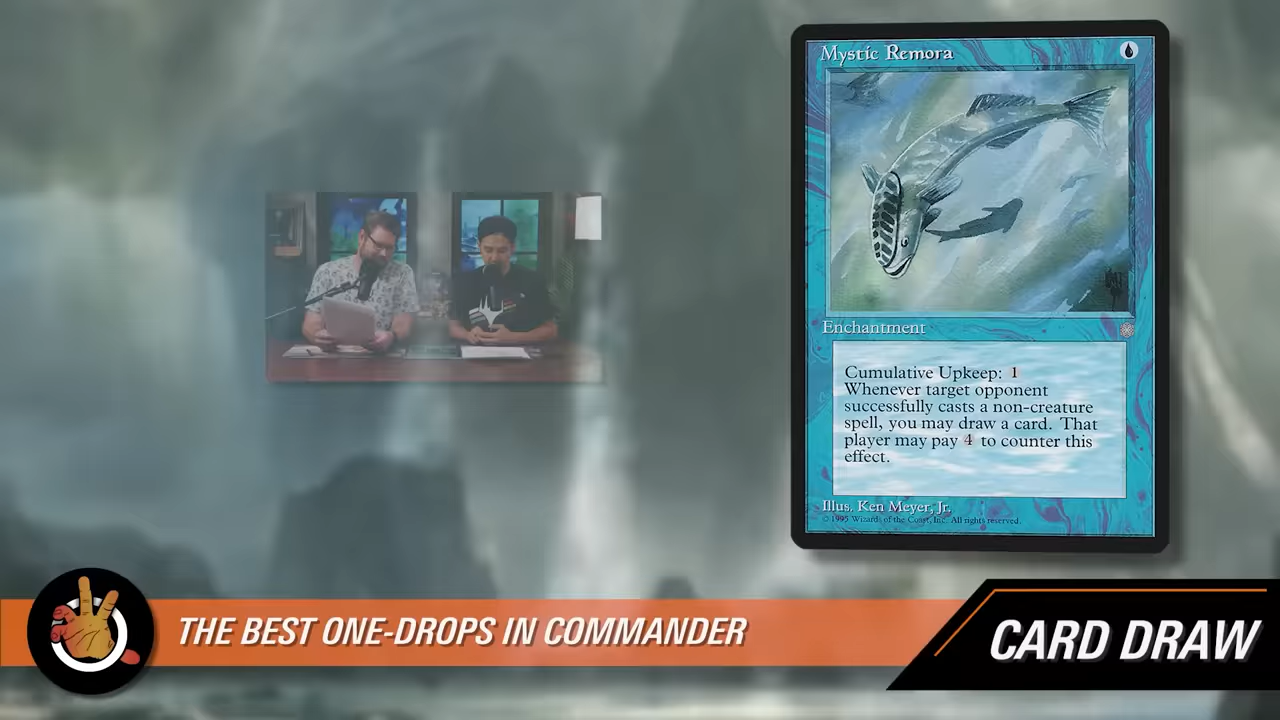 Mystic Remora
Enchantment
Cumulative Upkeep: 1
Whenever target opponent
successfully casts a non-creature
spell, you may draw a card. That
player may pay 4 to counter this
effect.
Illus. Ken Meyer, Jr.
© 1995 Wizards of the Coast, Inc. All rights reserved.
THE BEST ONE-DROPS IN COMMANDER
CARD DRAW